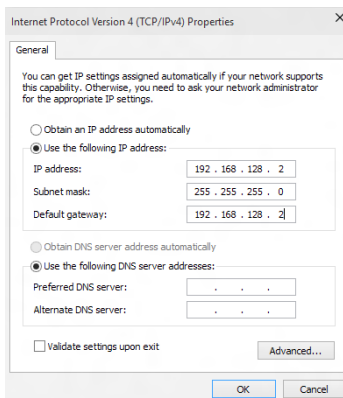 Internet Protocol Version 4 (TCP/IPv4) Properties
General
You can get IP settings assigned automatically if your network supports
this capability. Otherwise, you need to ask your network administrator
for the appropriate IP settings.
Obtain an IP address automatically
Use the following IP address:
IP address: 192 . 168 . 128 . 2
Subnet mask: 255 . 255 . 255 . 0
Default gateway: 192 . 168 . 128 . 2
Obtain DNS server address automatically
Use the following DNS server addresses:
Preferred DNS server: . . .
Alternate DNS server: . . .
Validate settings upon exit
Advanced...
OK Cancel